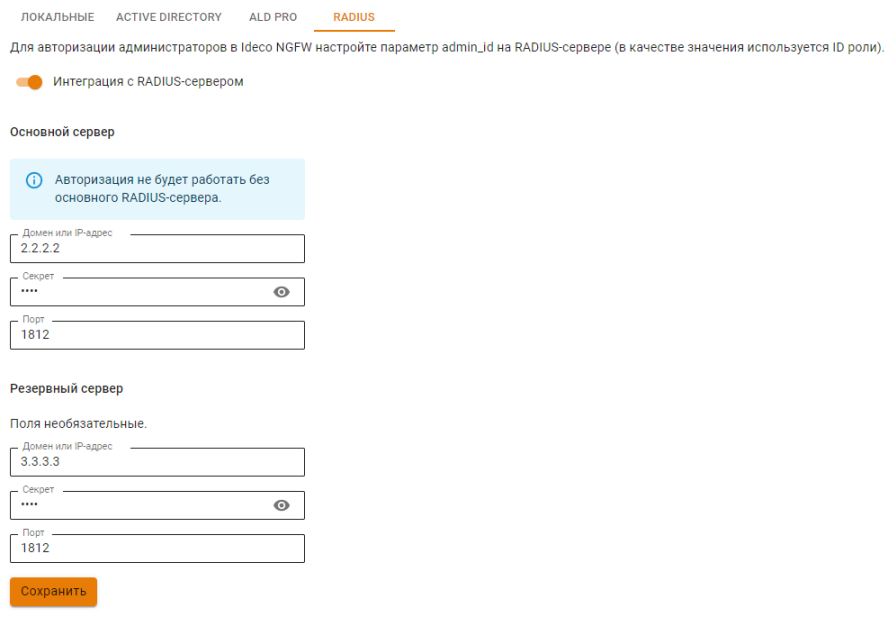 ЛОКАЛЬНЫЕ ACTIVE DIRECTORY ALD PRO RADIUS
Для авторизации администраторов в Ideco NGFW настройте параметр admin_id на RADIUS-сервере (в качестве значения используется ID роли).
Интеграция с RADIUS-сервером
Основной сервер
Авторизация не будет работать без
основного RADIUS-сервера.
Домен или IP-адрес
2.2.2.2
Секрет
••••
Порт
1812
Резервный сервер
Поля необязательные.
Домен или IP-адрес
3.3.3.3
Секрет
••••
Порт
1812
Сохранить